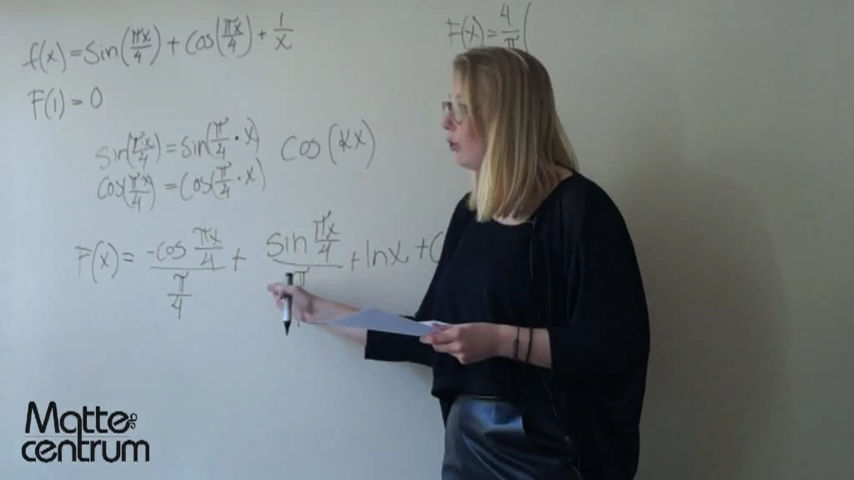 f(x) = sin(πx/4) + cos(πx/4) + 1/x
F(1) = 0
sin(πx/4) = sin(π/4 · x)
cos(πx/4) = cos(π/4 · x)
cos(kx)
F(x) = -cos πx/4 / π/4 + sin πx/4 / π + ln x + C
F(x) = 4/π (
Matte
centrum